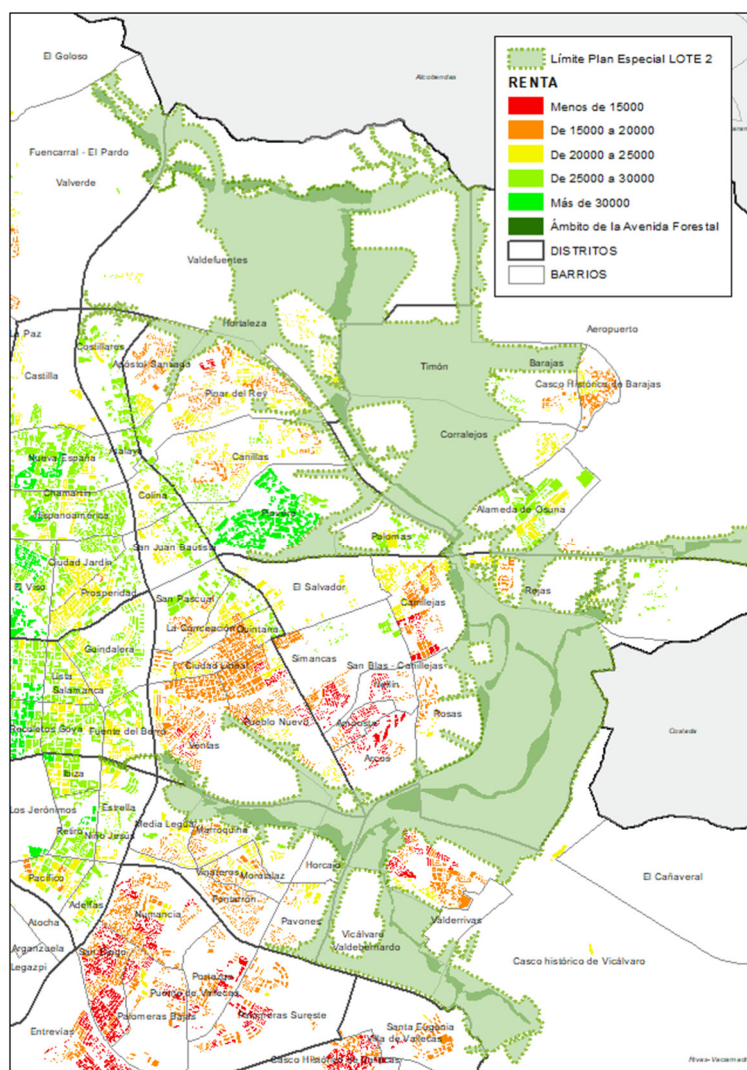 El Goloso
Alcobendas
Límite Plan Especial LOTE 2
RENTA
Menos de 15000
De 15000 a 20000
De 20000 a 25000
De 25000 a 30000
Más de 30000
Ámbito de la Avenida Forestal
DISTRITOS
BARRIOS
Fuencarral - El Pardo
Valverde
Valdefuentes
Hortaleza
Aeropuerto
La Paz
Costillares
Apóstol Santiago
Timón
Barajas
Castilla
Casco Histórico de Barajas
Pinar del Rey
Corralejos
Atalaya
Canillas
Nueva España
Chamartín
Colina
Piovera
Alameda de Osuna
Hispanoamérica
Palomas
San Juan Bautista
Ciudad Jardín
El Salvador
El Viso
Prosperidad
San Pascual
Canillejas
Rejas
La Concepción
Quintana
Guindalera
Simancas
Ciudad Lineal
San Blas - Canillejas
Lista
Hellín
Salamanca
Rosas
Recoletos
Goya
Fuente del Berro
Pueblo Nuevo
Amposta
Coslada
Ventas
Arcos
Ibiza
Los Jerónimos
Estrella
Media Legua
Retiro
Niño Jesús
Marroquina
Horcajo
Vinateros
Moratalaz
Pacífico
El Cañaveral
Fontarrón
Adelfas
Numancia
Pavones
Valderrivas
Atocha
Vicálvaro
Valdebernardo
Arganzuela
San Diego
Casco histórico de Vicálvaro
Legazpi
Portazgo
Puente de Vallecas
Palomeras Bajas
Palomeras Sureste
Entrevías
Santa Eugenia
Villa de Vallecas
Casco Histórico de Vallecas